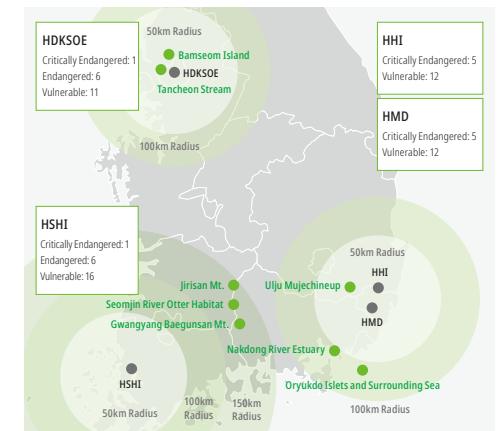 HDKSOE
Critically Endangered: 1
Endangered: 6
Vulnerable: 11
50km Radius
Bamseom Island
HDKSOE
Tancheon Stream
100km Radius
HHI
Critically Endangered: 5
Vulnerable: 12
HMD
Critically Endangered: 5
Vulnerable: 12
HSHI
Critically Endangered: 1
Endangered: 6
Vulnerable: 16
Jirisan Mt.
Seomjin River Otter Habitat
Gwangyang Baegunsan Mt.
50km Radius
HHI
Ulju Mujechineup
HMD
Nakdong River Estuary
Oryukdo Islets and Surrounding Sea
100km Radius
HSHI
50km Radius
100km
Radius
150km
Radius